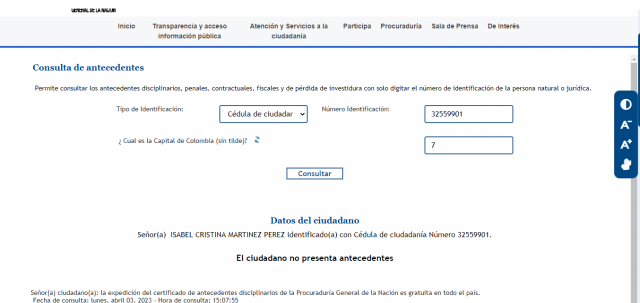 GENERAL DE LA NACION
Inicio Transparencia y acceso información pública Atención y Servicios a la ciudadanía Participa Procuraduría Sala de Prensa De Interés
Consulta de antecedentes
Permite consultar los antecedentes disciplinarios, penales, contractuales, fiscales y de pérdida de investidura con solo digitar el número de identificación de la persona natural o jurídica.
Tipo de Identificación: Cédula de ciudadar Número Identificación: 32559901
¿ Cual es la Capital de Colombia (sin tilde)? 7
Consultar
Datos del ciudadano
Señor(a) ISABEL CRISTINA MARTINEZ PEREZ identificado(a) con Cédula de ciudadanía Número 32559901.
El ciudadano no presenta antecedentes
Señor(a) ciudadano(a): la expedición del certificado de antecedentes disciplinarios de la Procuraduría General de la Nación es gratuita en todo el país.
Fecha de consulta: lunes, abril 03, 2023 - Hora de consulta: 15:07:55
A-
A+